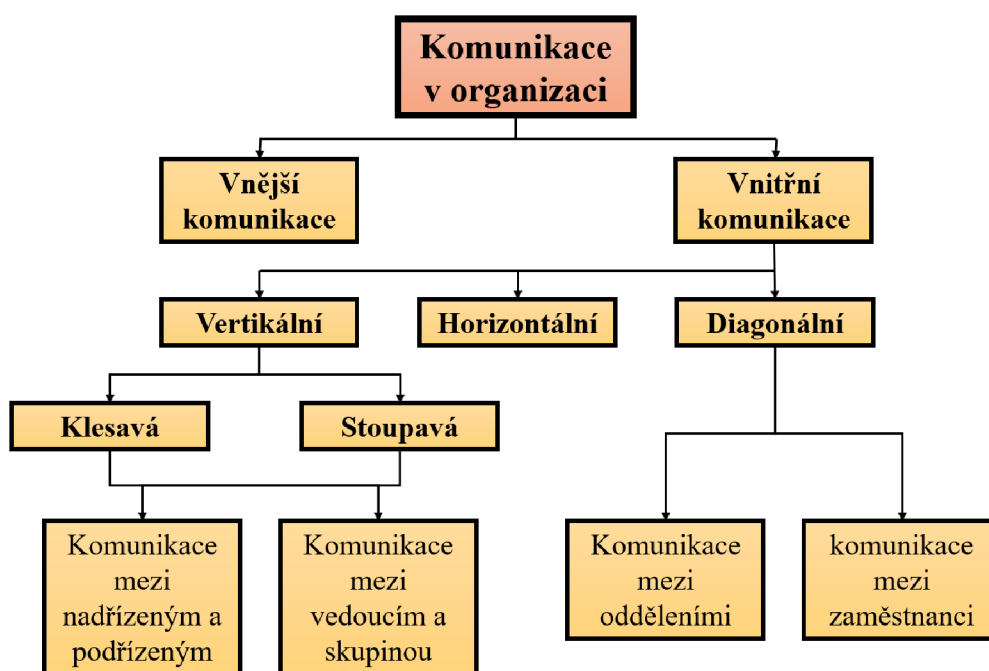 Komunikace
v organizaci
Vnější
komunikace
Vnitřní
komunikace
Vertikální
Horizontální
Diagonální
Klesavá
Stoupavá
Komunikace
mezi
nadřízeným a
podřízeným
Komunikace
mezi
vedoucím a
skupinou
Komunikace
mezi
odděleními
komunikace
mezi
zaměstnanci